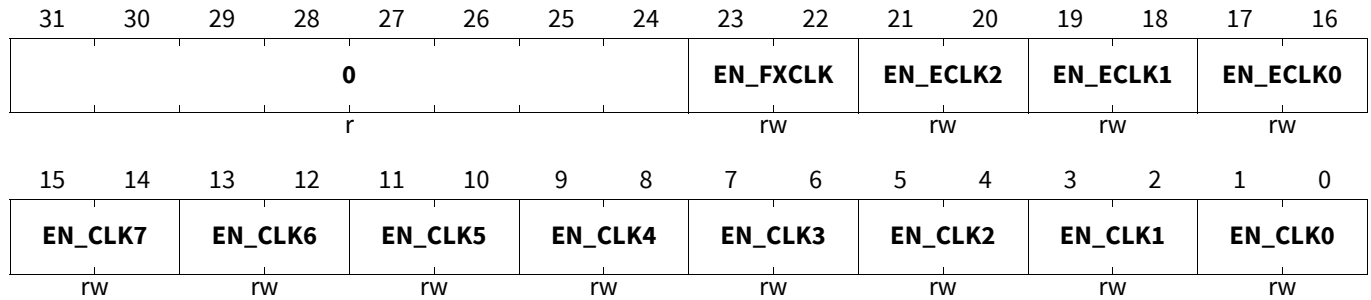 31 30 29 28 27 26 25 24 23 22 21 20 19 18 17 16
0 EN_FXCLK EN_ECLK2 EN_ECLK1 EN_ECLK0
r rw rw rw rw
15 14 13 12 11 10 9 8 7 6 5 4 3 2 1 0
EN_CLK7 EN_CLK6 EN_CLK5 EN_CLK4 EN_CLK3 EN_CLK2 EN_CLK1 EN_CLK0
rw rw rw rw rw rw rw rw